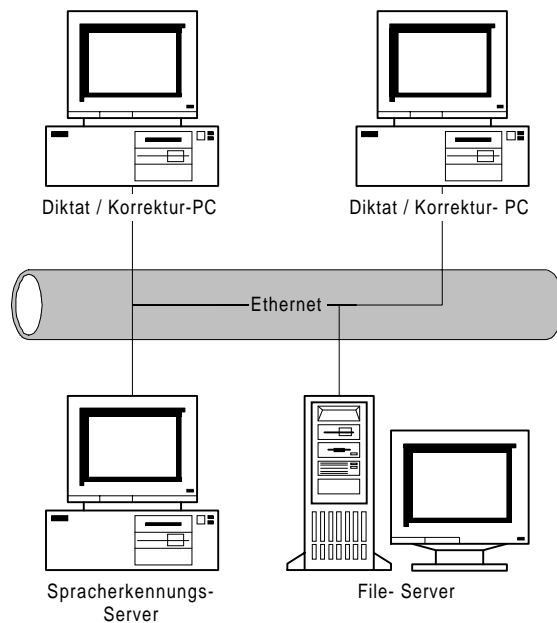 Diktat / Korrektur-PC
Diktat / Korrektur- PC
Ethernet
Spracherkennungs-
Server
File- Server